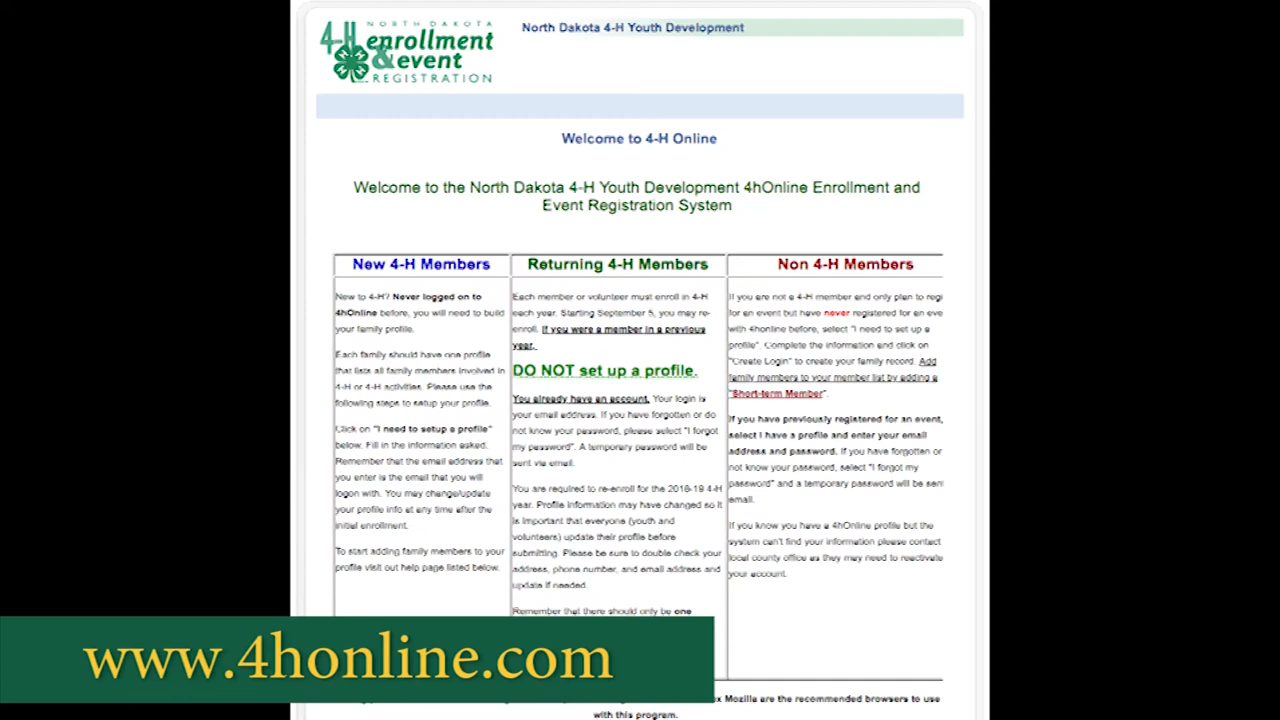 NORTH DAKOTA
4-H enrollment
& event
REGISTRATION
North Dakota 4-H Youth Development
Welcome to 4-H Online
Welcome to the North Dakota 4-H Youth Development 4hOnline Enrollment and
Event Registration System
New 4-H Members
New to 4-H? Never logged on to
4hOnline before, you will need to build
your family profile.
Each family should have one profile
that lists all family members involved in
4-H or 4-H activities. Please use the
following steps to setup your profile.
Click on "I need to setup a profile"
below. Fill in the information asked.
Remember that the email address that
you enter is the email that you will
logon with. You may change/update
your profile info at any time after the
initial enrollment.
To start adding family members to your
profile visit out help page listed below.
Returning 4-H Members
Each member or volunteer must enroll in 4-H
each year. Starting September 5, you may re-
enroll. If you were a member in a previous
year,
DO NOT set up a profile.
You already have an account. Your login is
your email address. If you have forgotten or do
not know your password, please select "I forgot
my password". A temporary password will be
sent via email.
You are required to re-enroll for the 2018-19 4-H
year. Profile information may have changed so it
is important that everyone (youth and
volunteers) update their profile before
submitting. Please be sure to double check your
address, phone number, and email address and
update if needed.
Remember that there should only be one
Non 4-H Members
If you are not a 4-H member and only plan to regi
for an event but have never registered for an eve
with 4honline before, select "I need to set up a
profile". Complete the information and click on
"Create Login" to create your family record. Add
family members to your member list by adding a
"Short-term Member".
If you have previously registered for an event,
select I have a profile and enter your email
address and password. If you have forgotten or
not know your password, select "I forgot my
password" and a temporary password will be sent
email.
If you know you have a 4hOnline profile but the
system can't find your information please contact
local county office as they may need to reactivate
your account.
www.4honline.com
x Mozilla are the recommended browsers to use
with this program.